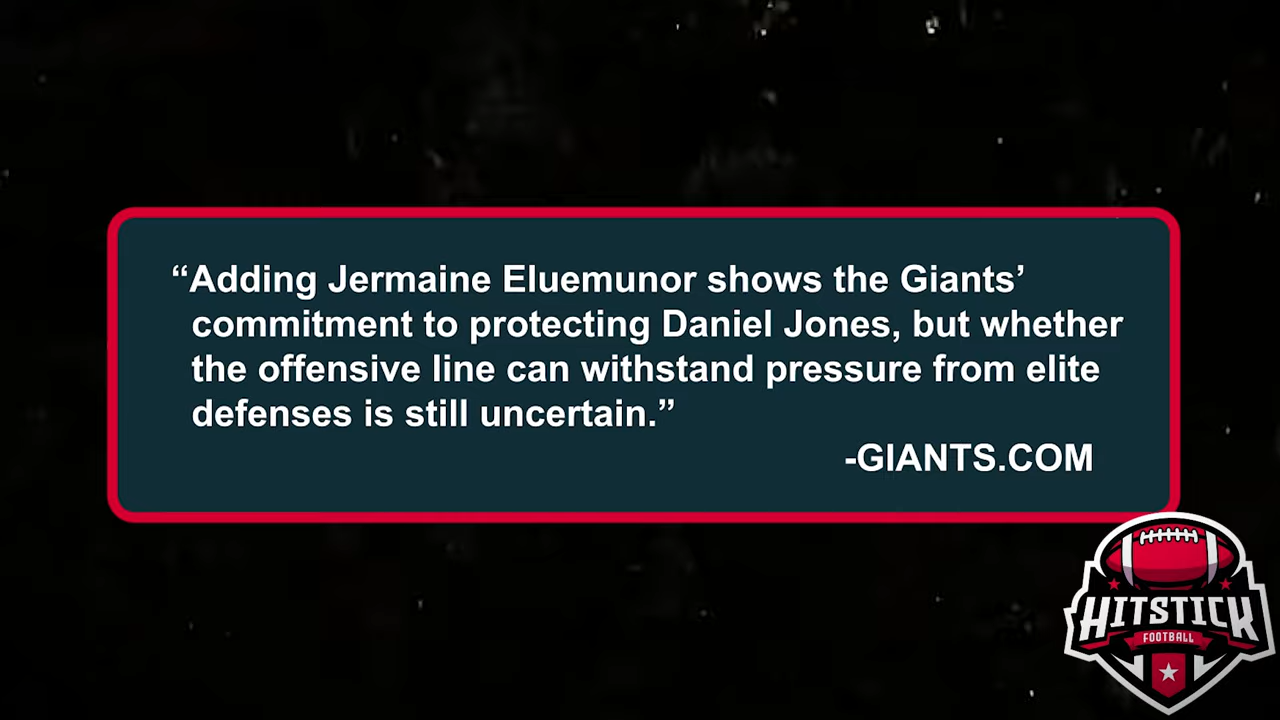 “Adding Jermaine Eluemunor shows the Giants’
commitment to protecting Daniel Jones, but whether
the offensive line can withstand pressure from elite
defenses is still uncertain.”
-GIANTS.COM
HITSTICK
FOOTBALL